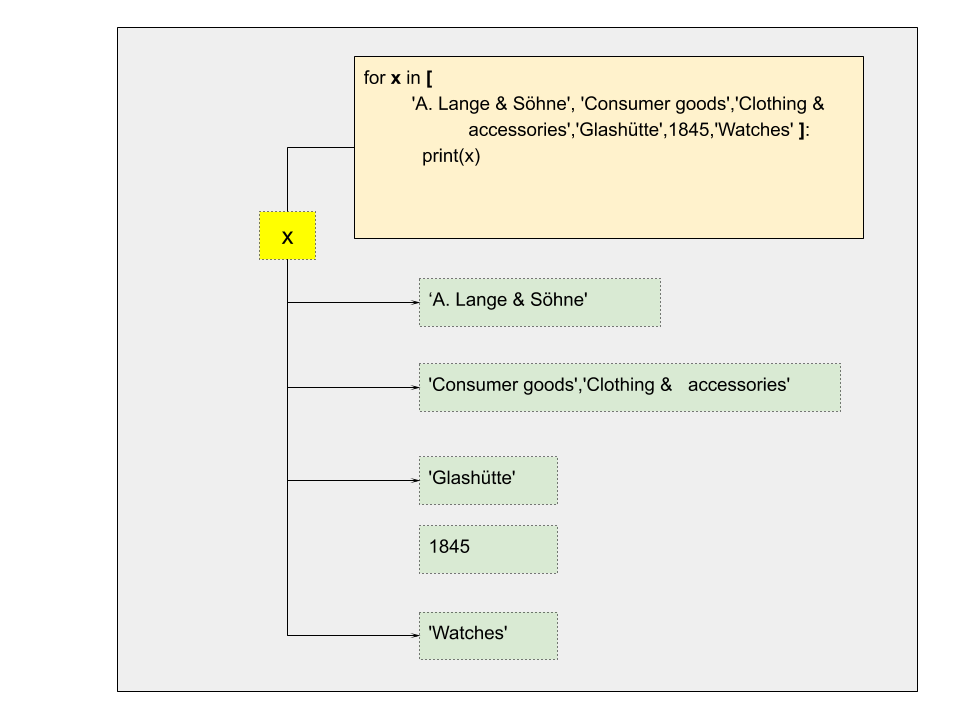 for x in [
'A. Lange & Söhne', 'Consumer goods','Clothing &
accessories','Glashütte',1845,'Watches' ]:
print(x)
x
‘A. Lange & Söhne'
'Consumer goods','Clothing &   accessories'
'Glashütte'
1845
'Watches'